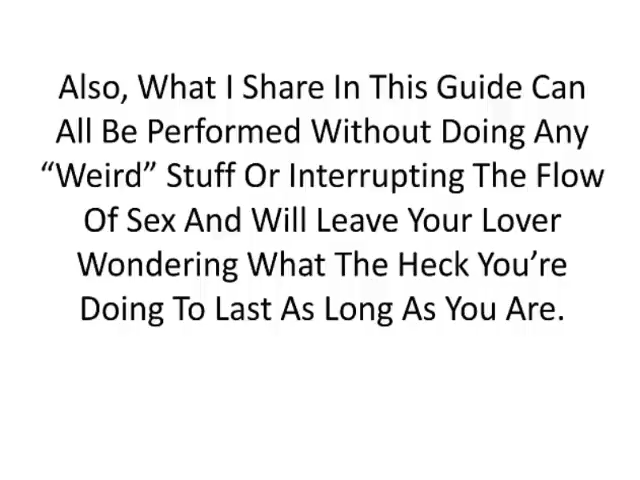 Also, What I Share In This Guide Can
All Be Performed Without Doing Any
“Weird” Stuff Or Interrupting The Flow
Of Sex And Will Leave Your Lover
Wondering What The Heck You’re
Doing To Last As Long As You Are.